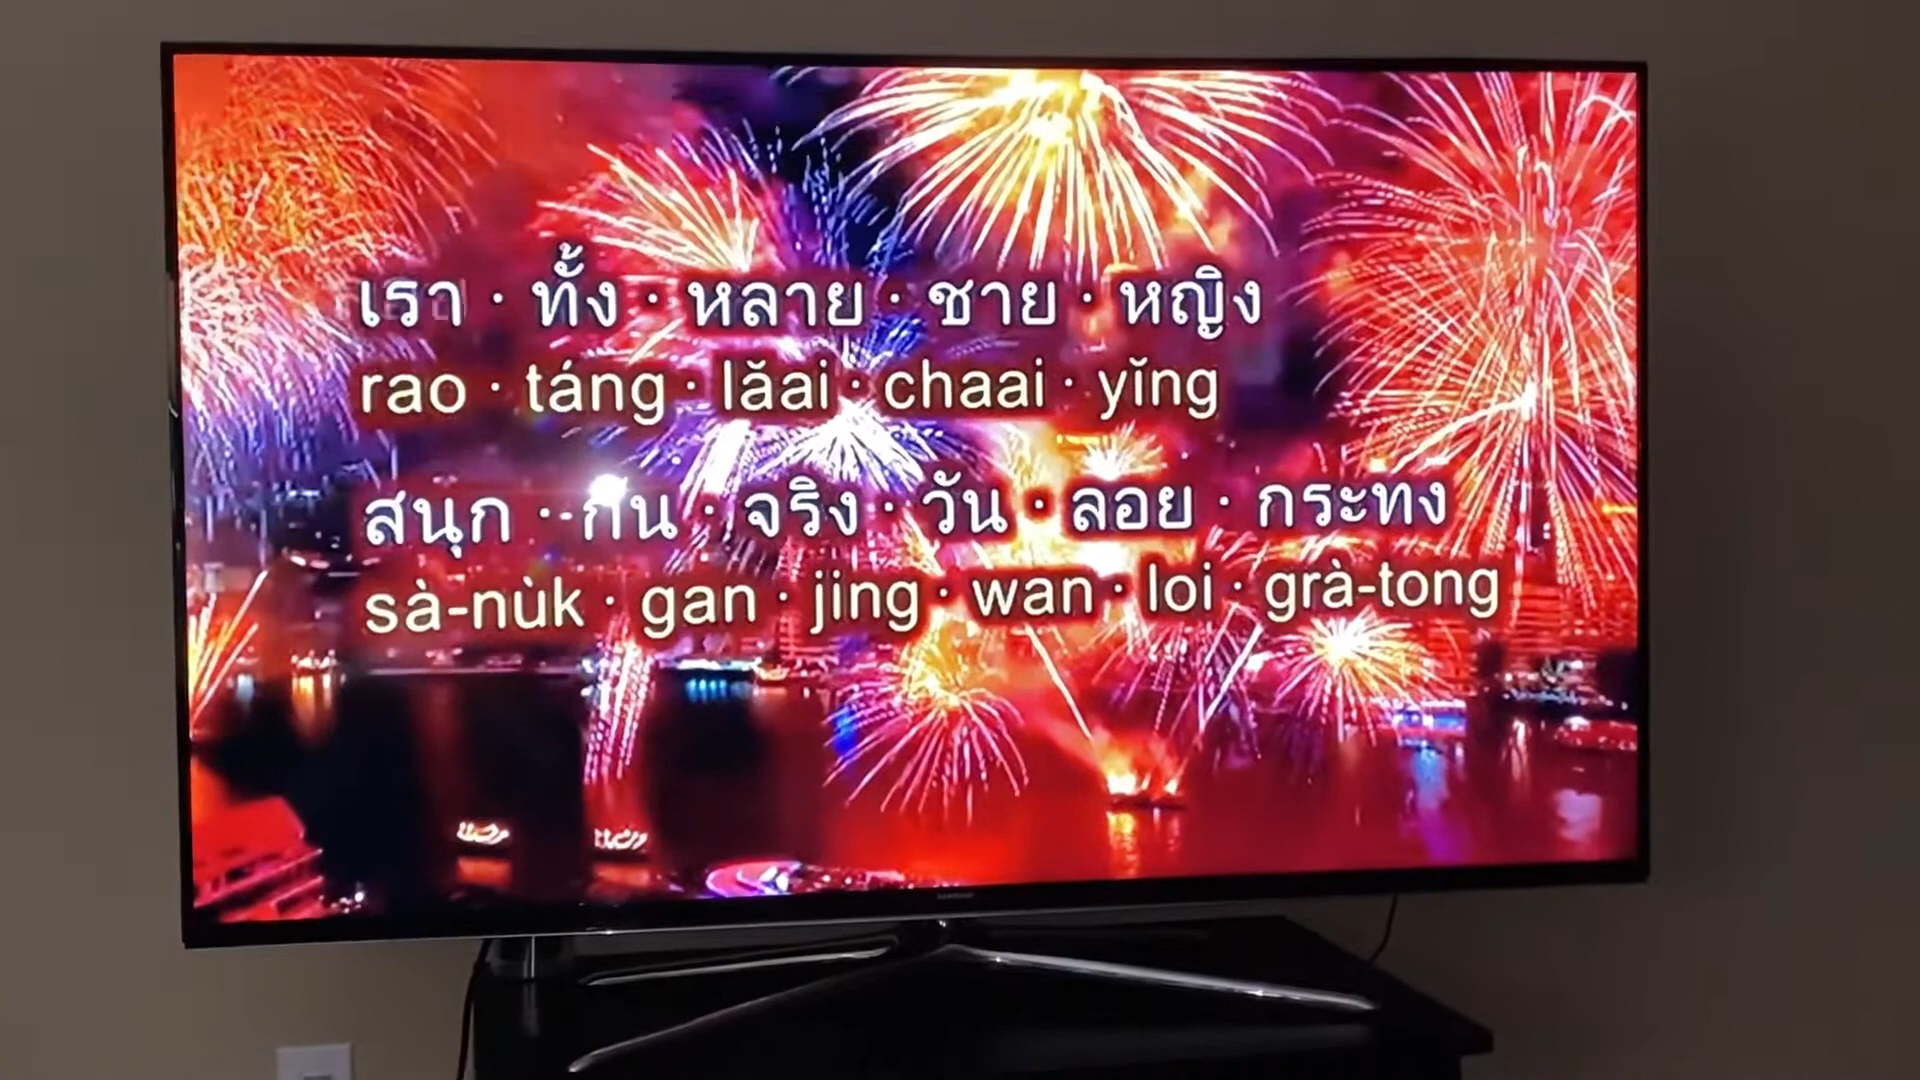 เรา · ทั้ง · หลาย · ชาย · หญิง
rao · táng · lăai · chaai · yĭng
สนุก · กัน · จริง · วัน · ลอย · กระทง
sà-nùk · gan · jing · wan · loi · grà-tong
SAMSUNG